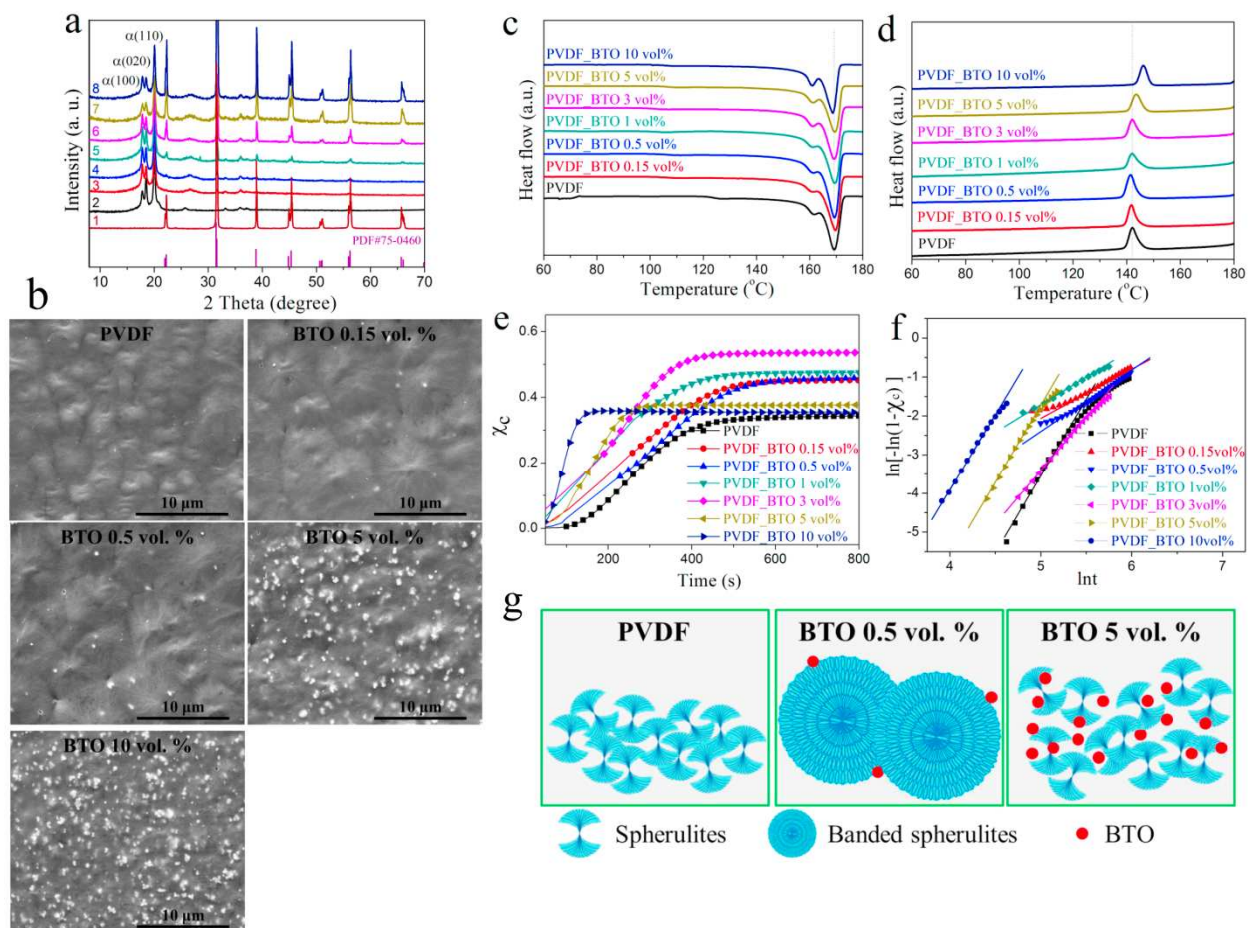 a
α(110)
α(020)
α(100)
8
7
6
5
4
3
2
1
PDF#75-0460
Intensity (a. u.)
10 20 30 40 50 60 70
2 Theta (degree)
b
PVDF
10 μm
BTO 0.15 vol. %
10 μm
BTO 0.5 vol. %
10 μm
BTO 5 vol. %
10 μm
BTO 10 vol. %
10 μm
c
PVDF_BTO 10 vol%
PVDF_BTO 5 vol%
PVDF_BTO 3 vol%
PVDF_BTO 1 vol%
PVDF_BTO 0.5 vol%
PVDF_BTO 0.15 vol%
PVDF
Heat flow (a.u.)
60 80 100 120 140 160 180
Temperature (°C)
d
PVDF_BTO 10 vol%
PVDF_BTO 5 vol%
PVDF_BTO 3 vol%
PVDF_BTO 1 vol%
PVDF_BTO 0.5 vol%
PVDF_BTO 0.15 vol%
PVDF
Heat flow (a.u.)
60 80 100 120 140 160 180
Temperature (°C)
e
0.6
0.4
0.2
0.0
χc
PVDF
PVDF_BTO 0.15 vol%
PVDF_BTO 0.5 vol%
PVDF_BTO 1 vol%
PVDF_BTO 3 vol%
PVDF_BTO 5 vol%
PVDF_BTO 10 vol%
200 400 600 800
Time (s)
f
0
-1
-2
-3
-4
-5
ln[-ln(1-χc) ]
PVDF
PVDF_BTO 0.15vol%
PVDF_BTO 0.5vol%
PVDF_BTO 1vol%
PVDF_BTO 3vol%
PVDF_BTO 5vol%
PVDF_BTO 10vol%
4 5 6 7
lnt
g
PVDF
BTO 0.5 vol. %
BTO 5 vol. %
Spherulites
Banded spherulites
BTO